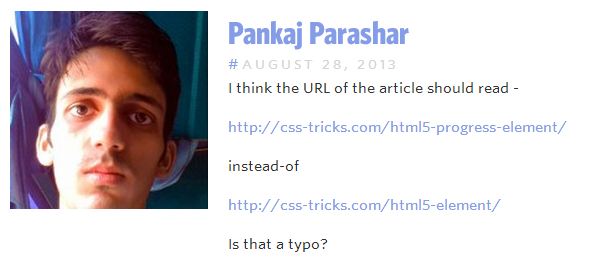 Pankaj Parashar
#AUGUST 28, 2013
I think the URL of the article should read -
http://css-tricks.com/html5-progress-element/
instead-of
http://css-tricks.com/html5-element/
Is that a typo?